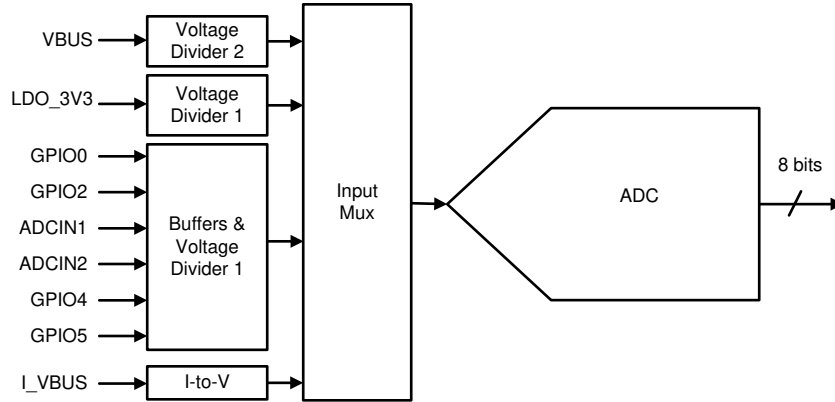 VBUS
Voltage
Divider 2
LDO_3V3
Voltage
Divider 1
GPIO0
GPIO2
ADCIN1
ADCIN2
GPIO4
GPIO5
Buffers &
Voltage
Divider 1
I_VBUS
I-to-V
Input
Mux
ADC
8 bits